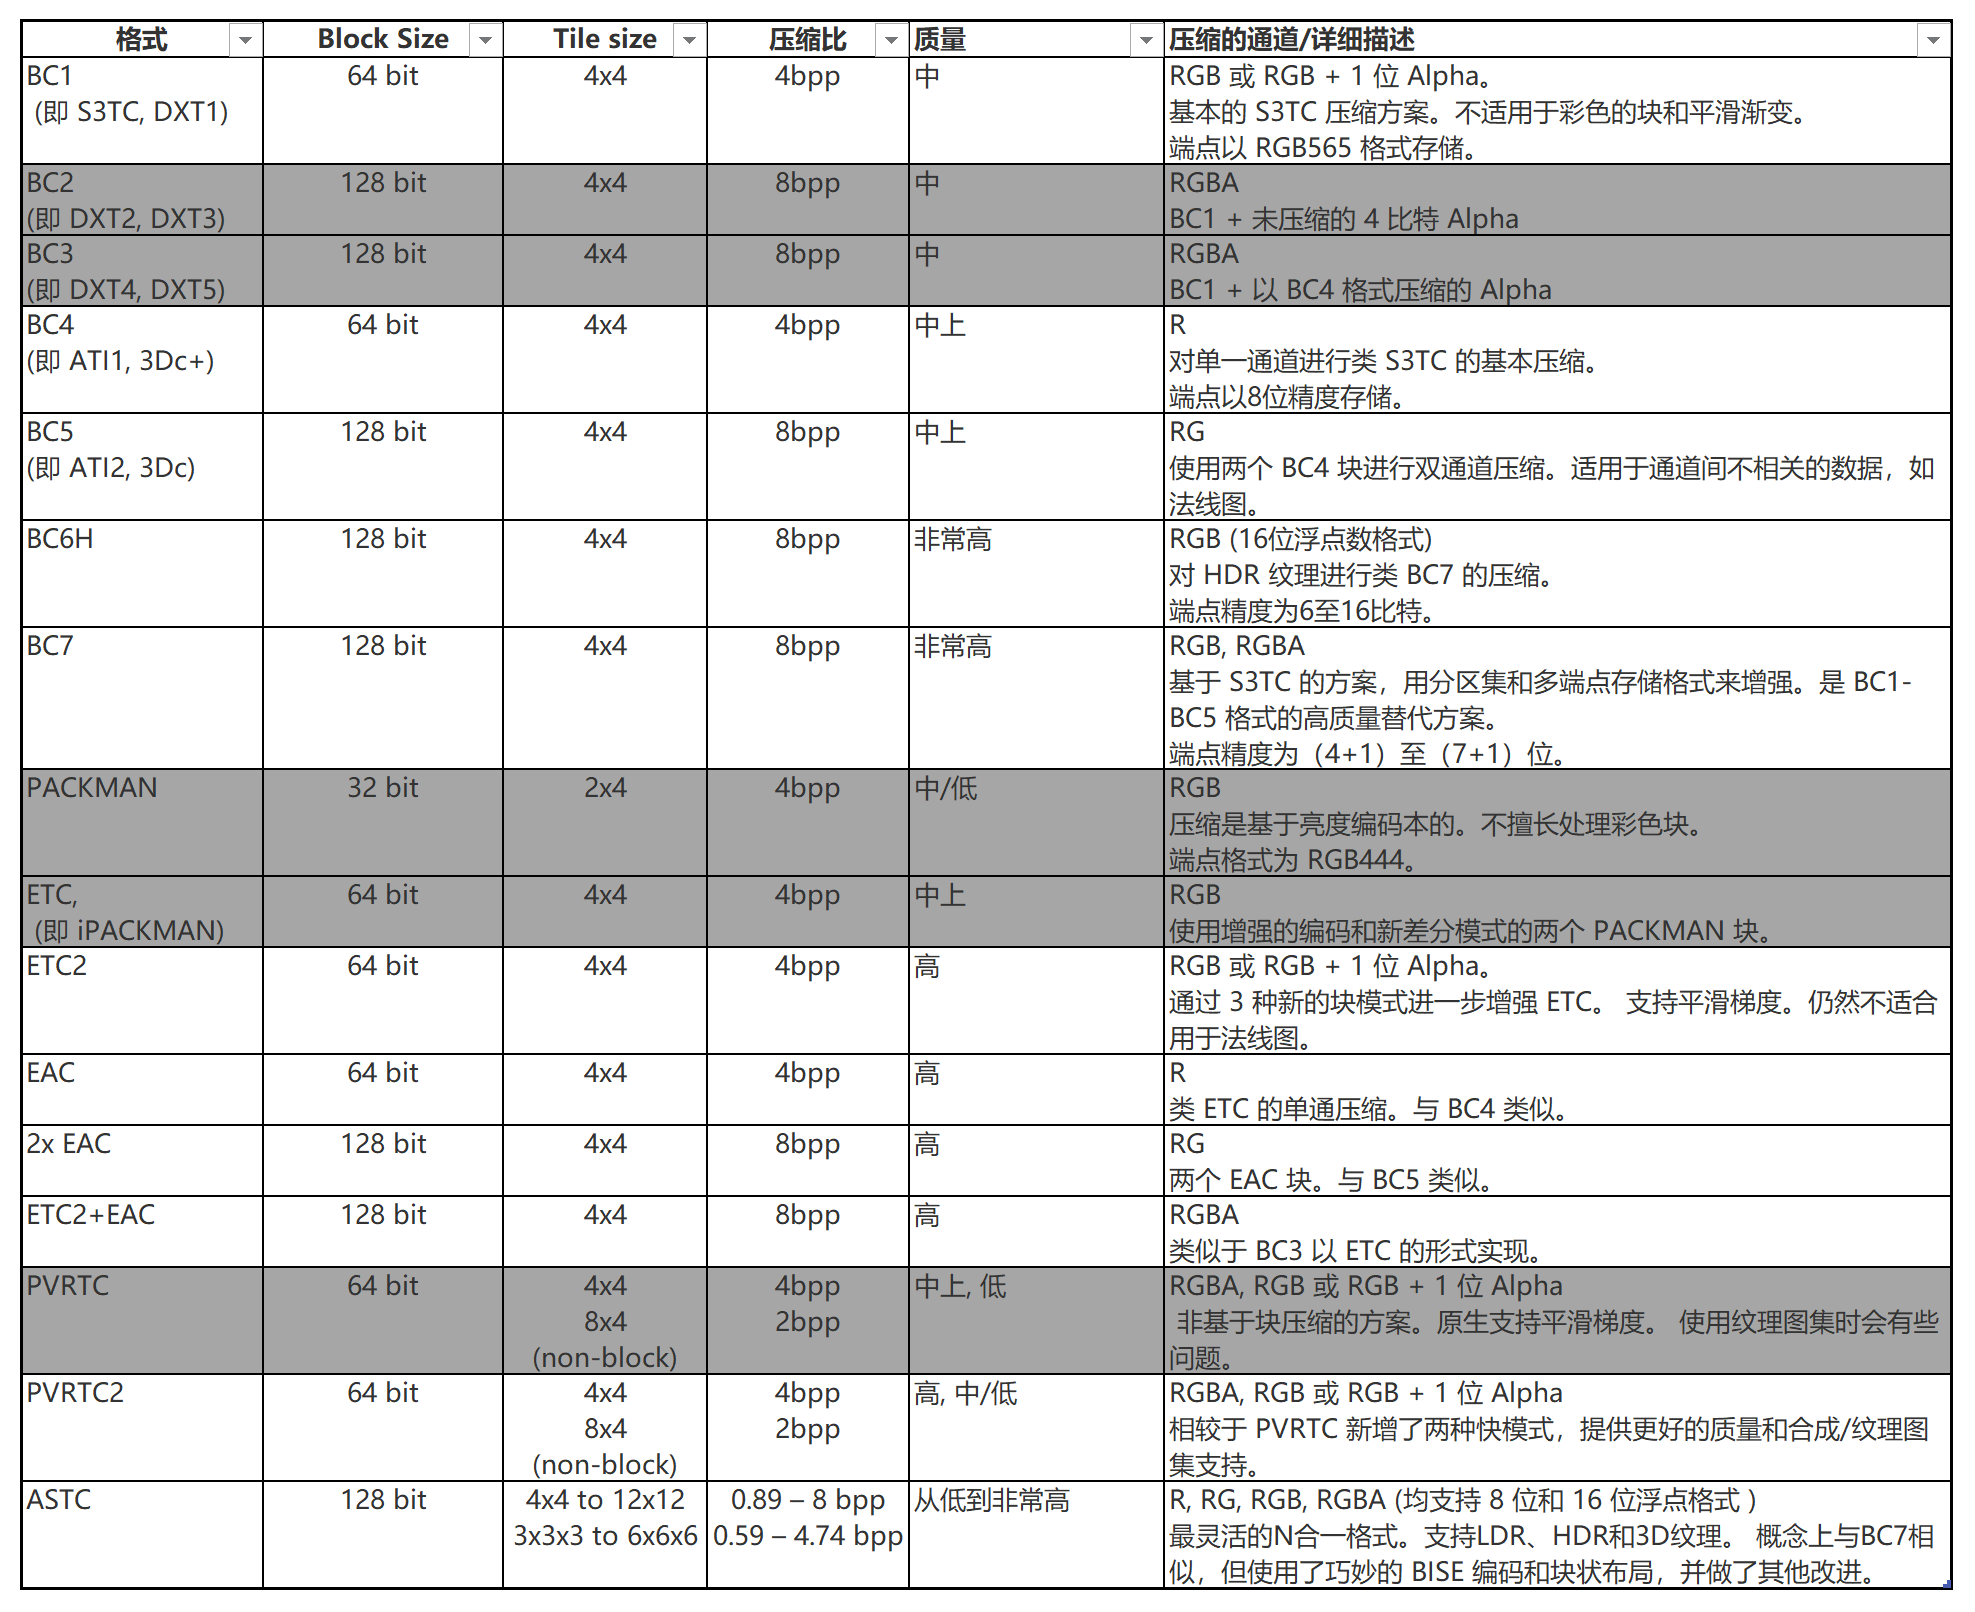 格式 Block Size Tile size 压缩比 质量 压缩的通道/详细描述
BC1 64 bit 4x4 4bpp 中 RGB 或 RGB + 1 位 Alpha。
(即 S3TC, DXT1) 基本的 S3TC 压缩方案。不适用于彩色的块和平滑渐变。
端点以 RGB565 格式存储。
BC2 128 bit 4x4 8bpp 中 RGBA
(即 DXT2, DXT3) BC1 + 未压缩的 4 比特 Alpha
BC3 128 bit 4x4 8bpp 中 RGBA
(即 DXT4, DXT5) BC1 + 以 BC4 格式压缩的 Alpha
BC4 64 bit 4x4 4bpp 中上 R
(即 ATI1, 3Dc+) 对单一通道进行类 S3TC 的基本压缩。
端点以8位精度存储。
BC5 128 bit 4x4 8bpp 中上 RG
(即 ATI2, 3Dc) 使用两个 BC4 块进行双通道压缩。适用于通道间不相关的数据，如
法线图。
BC6H 128 bit 4x4 8bpp 非常高 RGB (16位浮点数格式)
对 HDR 纹理进行类 BC7 的压缩。
端点精度为6至16比特。
BC7 128 bit 4x4 8bpp 非常高 RGB, RGBA
基于 S3TC 的方案，用分区集和多端点存储格式来增强。是 BC1-
BC5 格式的高质量替代方案。
端点精度为（4+1）至（7+1）位。
PACKMAN 32 bit 2x4 4bpp 中/低 RGB
压缩是基于亮度编码本的。不擅长处理彩色块。
端点格式为 RGB444。
ETC, 64 bit 4x4 4bpp 中上 RGB
(即 iPACKMAN) 使用增强的编码和新差分模式的两个 PACKMAN 块。
ETC2 64 bit 4x4 4bpp 高 RGB 或 RGB + 1 位 Alpha。
通过 3 种新的块模式进一步增强 ETC。 支持平滑梯度。仍然不适合
用于法线图。
EAC 64 bit 4x4 4bpp 高 R
类 ETC 的单通压缩。与 BC4 类似。
2x EAC 128 bit 4x4 8bpp 高 RG
两个 EAC 块。与 BC5 类似。
ETC2+EAC 128 bit 4x4 8bpp 高 RGBA
类似于 BC3 以 ETC 的形式实现。
PVRTC 64 bit 4x4 4bpp 中上, 低 RGBA, RGB 或 RGB + 1 位 Alpha
8x4 2bpp 非基于块压缩的方案。原生支持平滑梯度。 使用纹理图集时会有些
(non-block) 问题。
PVRTC2 64 bit 4x4 4bpp 高, 中/低 RGBA, RGB 或 RGB + 1 位 Alpha
8x4 2bpp 相较于 PVRTC 新增了两种快模式，提供更好的质量和合成/纹理图
(non-block) 集支持。
ASTC 128 bit 4x4 to 12x12 0.89 – 8 bpp 从低到非常高 R, RG, RGB, RGBA (均支持 8 位和 16 位浮点格式 )
3x3x3 to 6x6x6 0.59 – 4.74 bpp 最灵活的N合一格式。支持LDR、HDR和3D纹理。 概念上与BC7相
似，但使用了巧妙的 BISE 编码和块状布局，并做了其他改进。